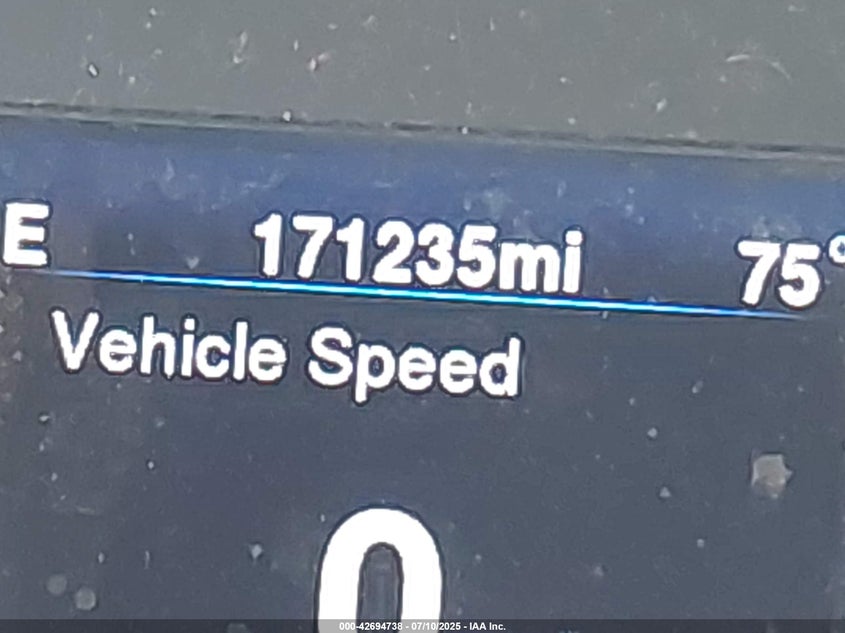 E 171235mi 75°
Vehicle Speed
0
000-42694738 - 07/10/2025 - IAA Inc.